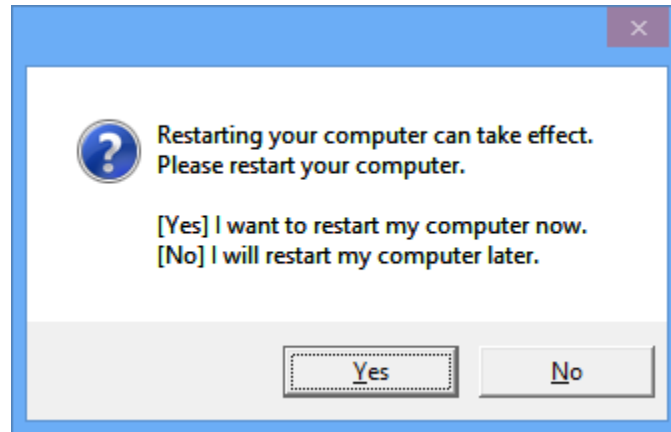 Restarting your computer can take effect.
Please restart your computer.
[Yes] I want to restart my computer now.
[No] I will restart my computer later.
Yes
No